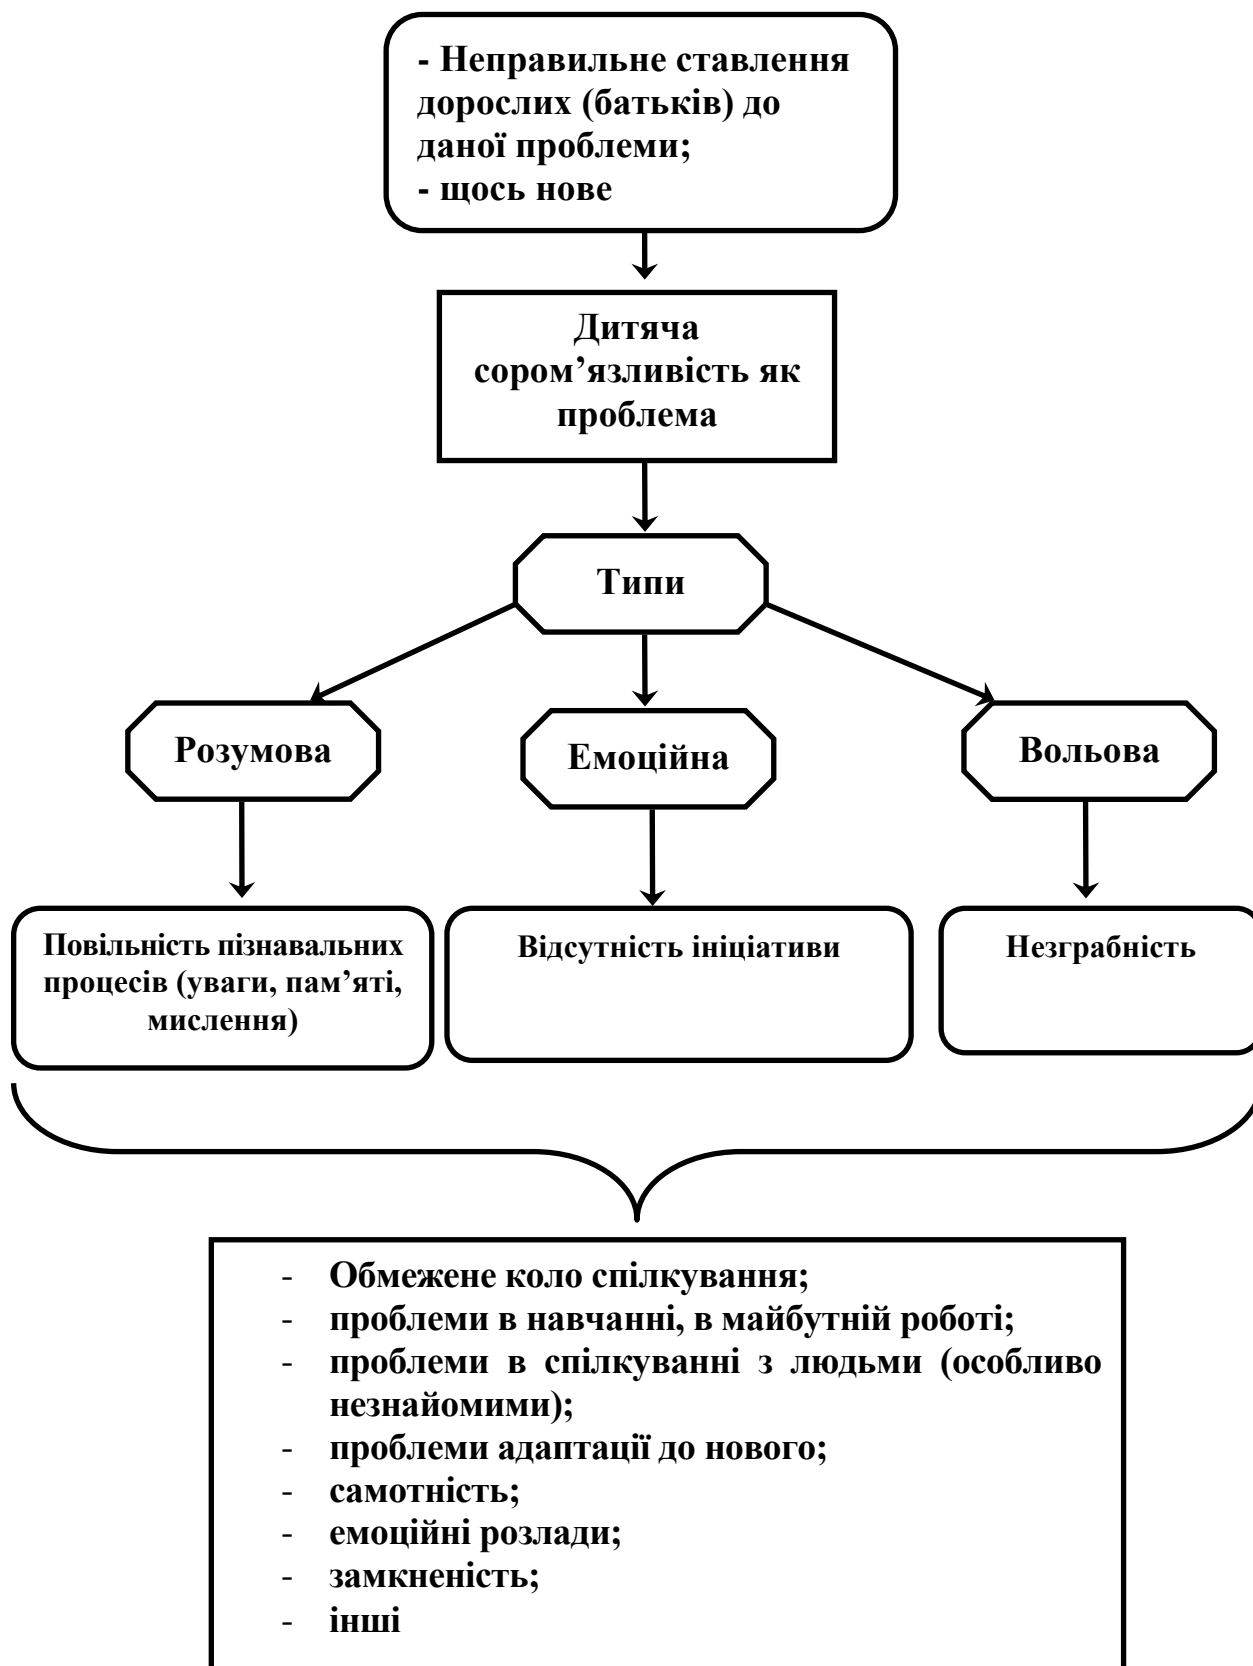 - Неправильне ставлення
дорослих (батьків) до
даної проблеми;
- щось нове
Дитяча
сором’язливість як
проблема
Типи
Розумова
Емоційна
Вольова
Повільність пізнавальних
процесів (уваги, пам’яті,
мислення)
Відсутність ініціативи
Незграбність
- Обмежене коло спілкування;
- проблеми в навчанні, в майбутній роботі;
- проблеми в спілкуванні з людьми (особливо
незнайомими);
- проблеми адаптації до нового;
- самотність;
- емоційні розлади;
- замкненість;
- інші